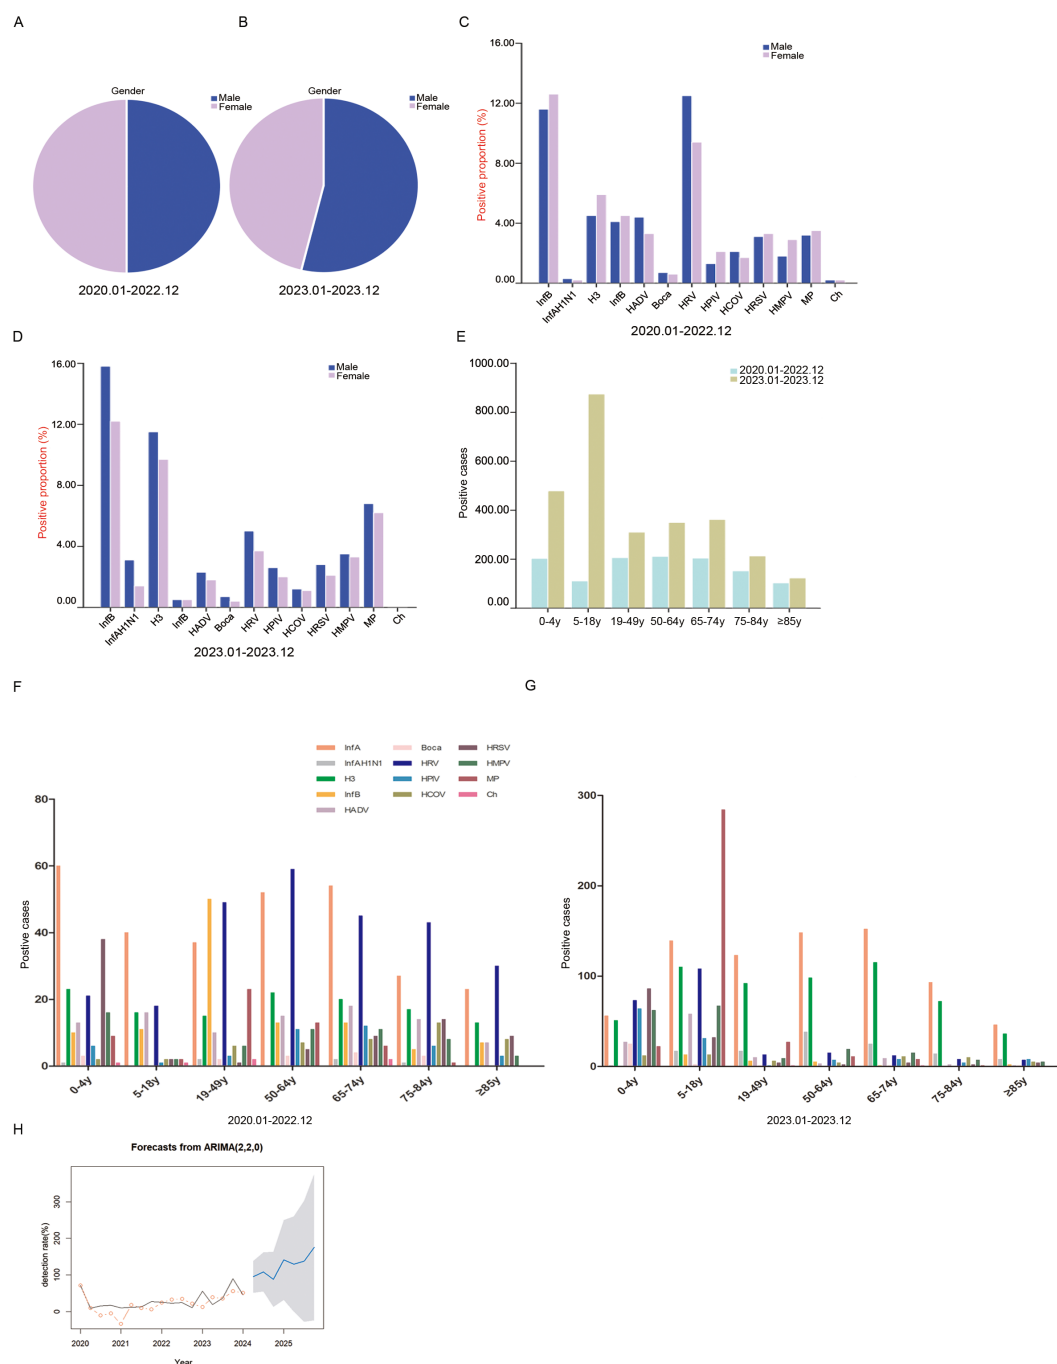 A
B
C
Gender
Male
Female
2020.01-2022.12
Gender
Male
Female
2023.01-2023.12
Positive proportion (%)
16.00
12.00
8.00
4.00
0.00
Male
Female
InfB
InfAH1N1
H3
InfB
HADV
Boca
HRV
HPIV
HCOV
HRSV
HMPV
MP
Ch
2020.01-2022.12
D
Positive proportion (%)
16.00
12.00
8.00
4.00
0.00
Male
Female
InfB
InfAH1N1
H3
InfB
HADV
Boca
HRV
HPIV
HCOV
HRSV
HMPV
MP
Ch
2023.01-2023.12
E
Positive cases
1000.00
800.00
600.00
400.00
200.00
0.00
2020.01-2022.12
2023.01-2023.12
0-4y
5-18y
19-49y
50-64y
65-74y
75-84y
≥85y
F
InfA
InfAH1N1
H3
InfB
HADV
Boca
HRV
HPIV
HCOV
HRSV
HMPV
MP
Ch
Postive cases
80
60
40
20
0
0-4y
5-18y
19-49y
50-64y
65-74y
75-84y
≥85y
2020.01-2022.12
G
Positive cases
300
200
100
0
0-4y
5-18y
19-49y
50-64y
65-74y
75-84y
≥85y
2023.01-2023.12
H
Forecasts from ARIMA(2,2,0)
detection rate(%)
300
200
100
0
2020
2021
2022
2023
2024
2025
Year